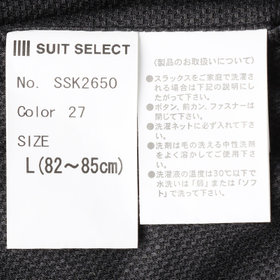 SUIT SELECT
No. SSK2650
Color 27
SIZE
L(82〜85cm)
〈製品のお取扱いについて〉
●スラックスをご家庭で洗濯さ
れる場合は下記の説明にし
たがって下さい。
●ボタン、前カン、ファスナーは
閉じて下さい。
●洗濯ネットに必ず入れて下
さい。
●洗剤は毛の洗える中性洗剤
をよく溶かしてご使用下
さい。
●洗濯液の温度は30℃以下で
水洗いは「弱」または「ソフ
ト」で洗って下さい。